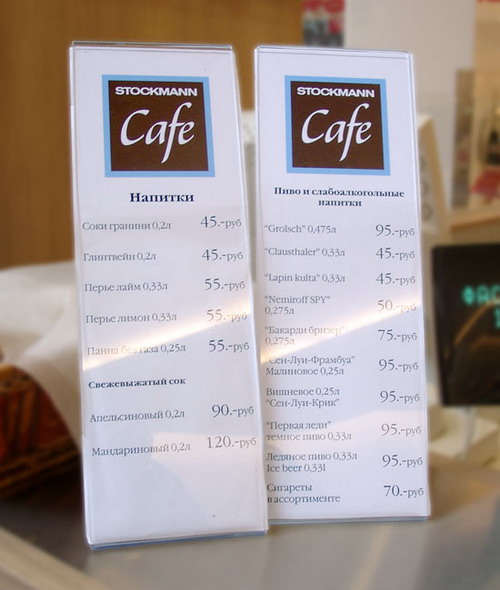 STOCKMANN
Cafe
Напитки
Соки гранини 0,2л 45.-руб
Глинтвейн 0,2л 45.-руб
Перье лайм 0,33л 55.-руб
Перье лимон 0,33л 55.-руб
Панна без газа 0,25л 55.-руб
Свежевыжатый сок
Апельсиновый 0,2л 90.-руб
Мандариновый 0,2л 120.-руб
STOCKMANN
Cafe
Пиво и слабоалкогольные
напитки
"Grolsch" 0,475л 95.-руб
"Clausthaler" 0,33л 45.-руб
"Lapin kulta" 0,33л 45.-руб
"Nemiroff SPY"
0,275л 50.-руб
"Бакарди бризер"
0,275л 75.-руб
"Сен-Луи-Фрамбуа"
Малиновое 0,25л 95.-руб
Вишневое 0,25л
"Сен-Луи-Крик" 95.-руб
"Первая леди"
темное пиво 0,33л 95.-руб
Ледяное пиво 0,33л
Ice beer 0,33l 95.-руб
Сигареты
в ассортименте 70.-руб